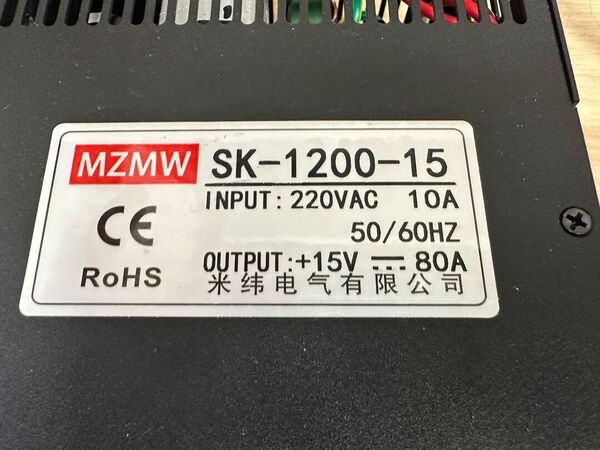 MZMW SK-1200-15
INPUT: 220VAC 10A
CE 50/60HZ
RoHS OUTPUT:+15V ⎓ 80A
米纬电气有限公司